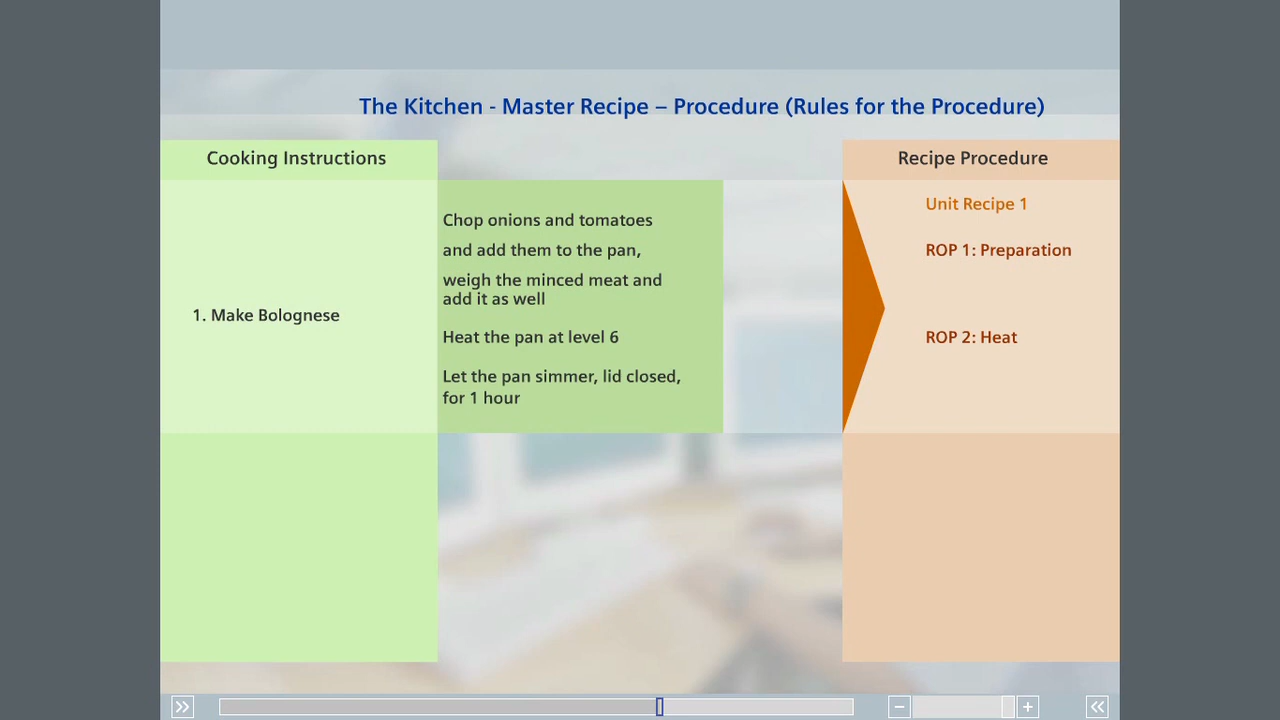 The Kitchen - Master Recipe – Procedure (Rules for the Procedure)
Cooking Instructions
Recipe Procedure
1. Make Bolognese
Chop onions and tomatoes
and add them to the pan,
weigh the minced meat and
add it as well
Heat the pan at level 6
Let the pan simmer, lid closed,
for 1 hour
Unit Recipe 1
ROP 1: Preparation
ROP 2: Heat